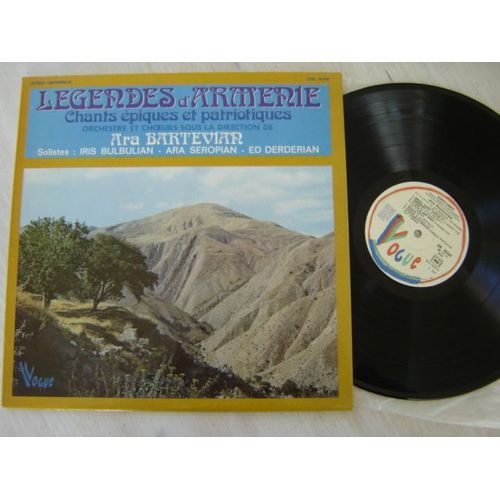 LEGENDES d'ARMENIE
Chants épiques et patriotiques
ORCHESTRE ET CHŒURS SOUS LA DIRECTION DE
Ara BARTEVIAN
Solistes : IRIS BULBULIAN - ARA SEROPIAN - ED DERDERIAN
Vogue
VOGUE